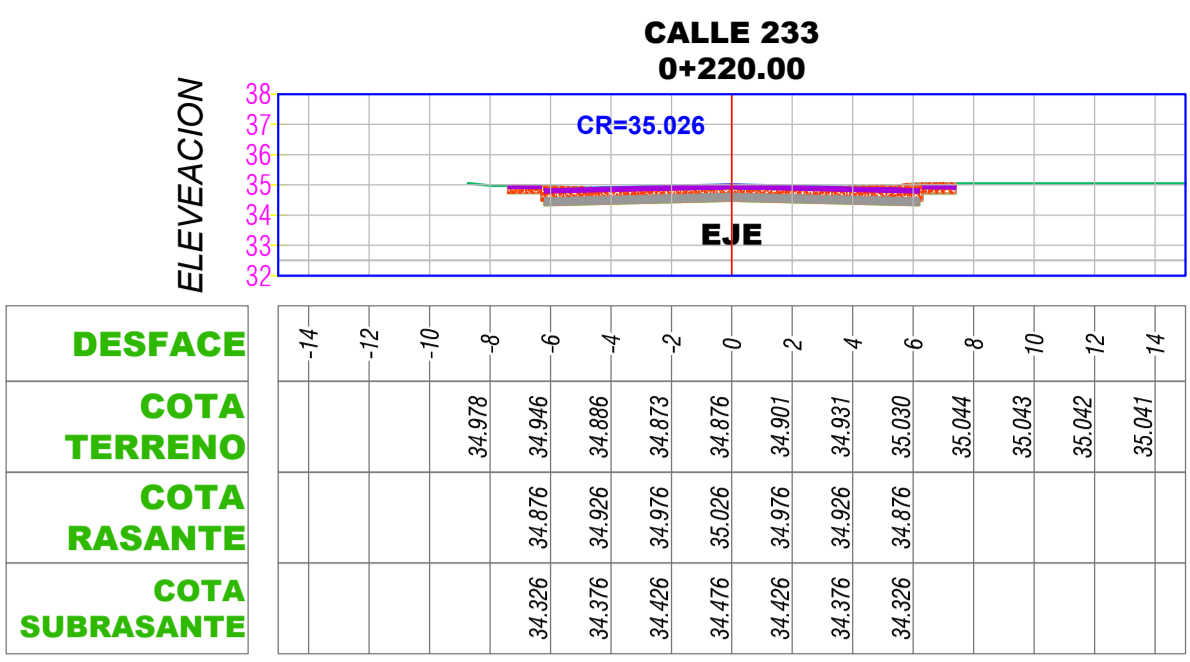 CALLE 233
0+220.00
ELEVEACION
38
37
36
35
34
33
32
CR=35.026
EJE
DESFACE -14 -12 -10 -8 -6 -4 -2 0 2 4 6 8 10 12 14
COTA
TERRENO 34.978 34.946 34.886 34.873 34.876 34.901 34.931 35.030 35.044 35.043 35.042 35.041
COTA
RASANTE 34.876 34.926 34.976 35.026 34.976 34.926 34.876
COTA
SUBRASANTE 34.326 34.376 34.426 34.476 34.426 34.376 34.326